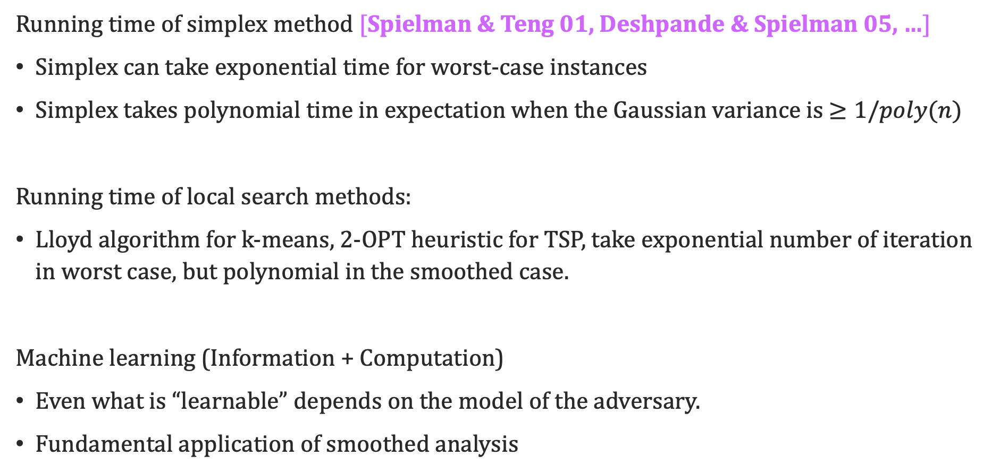 Running time of simplex method [Spielman & Teng 01, Deshpande & Spielman 05, ...]
• Simplex can take exponential time for worst-case instances
• Simplex takes polynomial time in expectation when the Gaussian variance is ≥ 1/poly(n)
Running time of local search methods:
• Lloyd algorithm for k-means, 2-OPT heuristic for TSP, take exponential number of iteration
in worst case, but polynomial in the smoothed case.
Machine learning (Information + Computation)
• Even what is “learnable” depends on the model of the adversary.
• Fundamental application of smoothed analysis